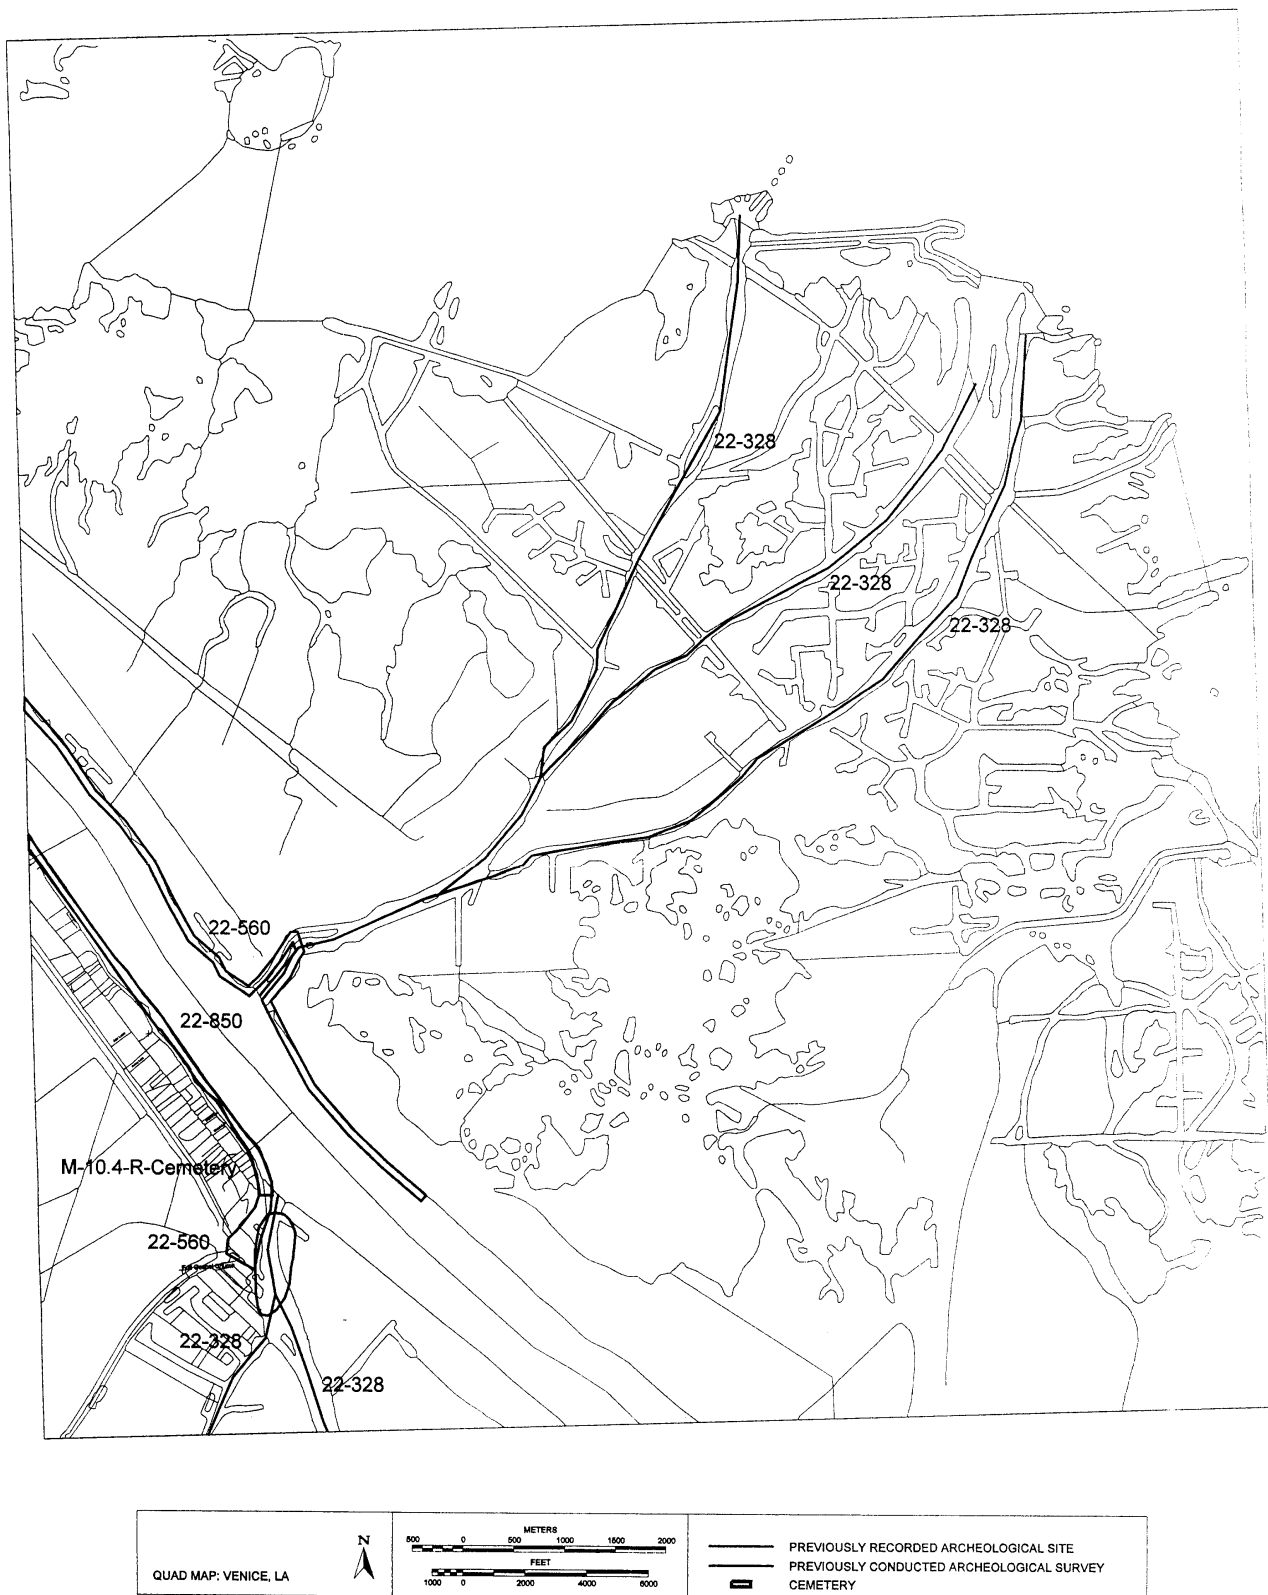 22-328
22-328
22-328
22-560
22-850
M-10.4-R-Cemetery
22-560
22-328
22-328
QUAD MAP: VENICE, LA
N
METERS
500 0 500 1000 1500 2000
FEET
1000 0 2000 4000 6000
PREVIOUSLY RECORDED ARCHEOLOGICAL SITE
PREVIOUSLY CONDUCTED ARCHEOLOGICAL SURVEY
CEMETERY